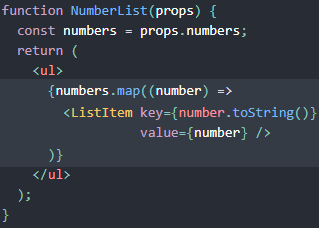 function NumberList(props) {
  const numbers = props.numbers;
  return (
    <ul>
      {numbers.map((number) =>
        <ListItem key={number.toString()}
                  value={number} />
      )}
    </ul>
  );
}